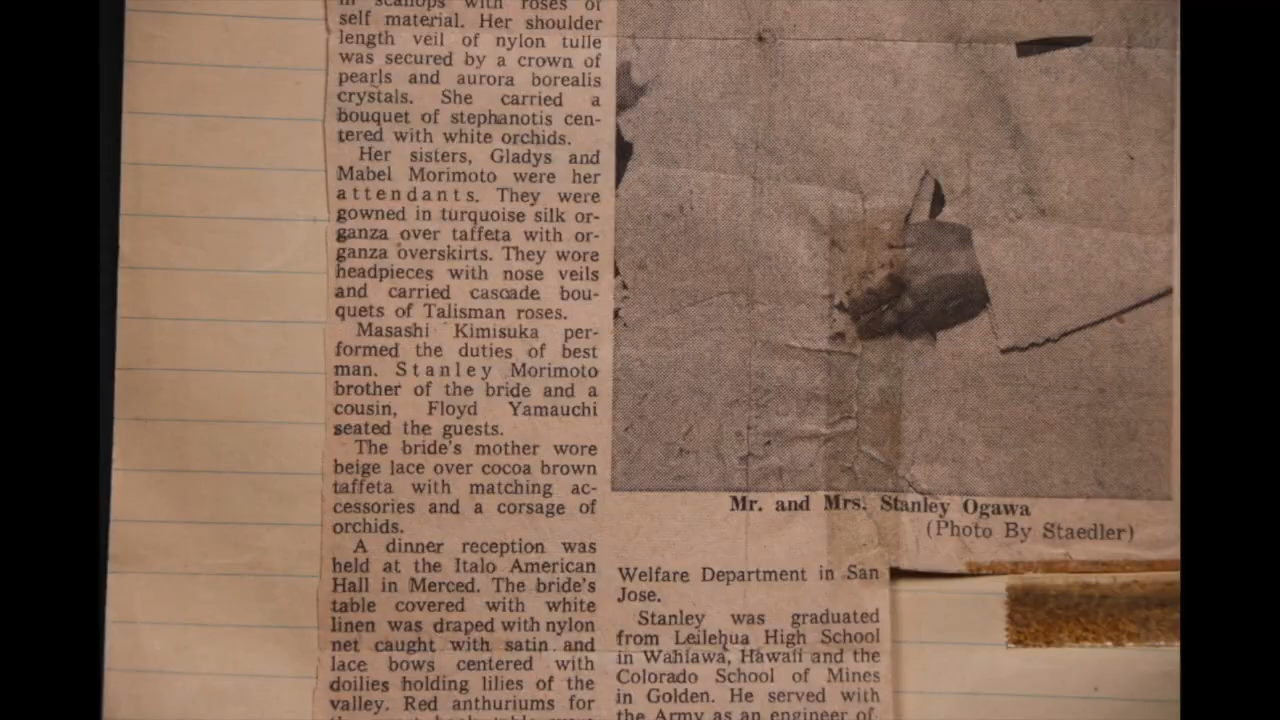 in scallops with roses of
self material. Her shoulder
length veil of nylon tulle
was secured by a crown of
pearls and aurora borealis
crystals. She carried a
bouquet of stephanotis cen-
tered with white orchids.
Her sisters, Gladys and
Mabel Morimoto were her
attendants. They were
gowned in turquoise silk or-
ganza over taffeta with or-
ganza overskirts. They wore
headpieces with nose veils
and carried cascade bou-
quets of Talisman roses.
Masashi Kimisuka per-
formed the duties of best
man. Stanley Morimoto
brother of the bride and a
cousin, Floyd Yamauchi
seated the guests.
The bride's mother wore
beige lace over cocoa brown
taffeta with matching ac-
cessories and a corsage of
orchids.
A dinner reception was
held at the Italo American
Hall in Merced. The bride's
table covered with white
linen was draped with nylon
net caught with satin and
lace bows centered with
doilies holding lilies of the
valley. Red anthuriums for
Mr. and Mrs. Stanley Ogawa
(Photo By Staedler)
Welfare Department in San
Jose.
Stanley was graduated
from Leilehua High School
in Wahiawa, Hawaii and the
Colorado School of Mines
in Golden. He served with
the Army as an engineer of-